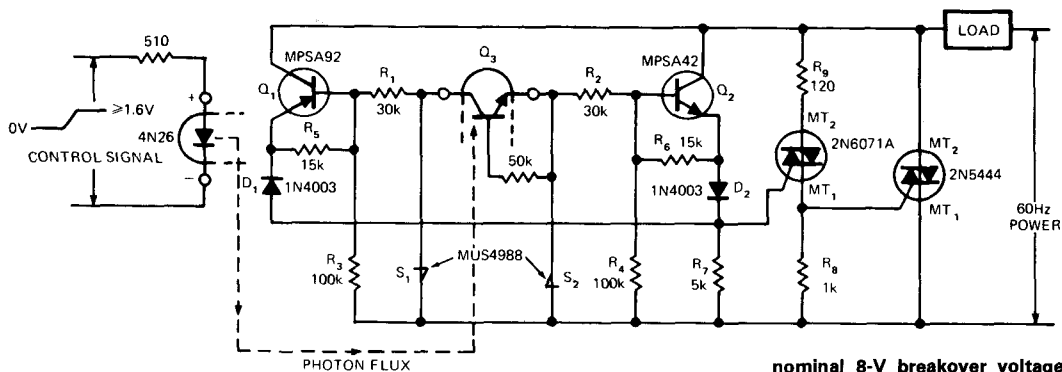 510
0V
≥1.6V
CONTROL SIGNAL
+
4N26
−
MPSA92
Q1
R5
15k
D1
1N4003
R3
100k
R1
30k
Q3
50k
MUS4988
S1
S2
PHOTON FLUX
R2
30k
MPSA42
Q2
R6 15k
1N4003
D2
R4
100k
R7
5k
R9
120
MT2
2N6071A
MT1
R8
1k
MT2
2N5444
MT1
LOAD
60Hz
POWER
nominal 8-V breakover voltage